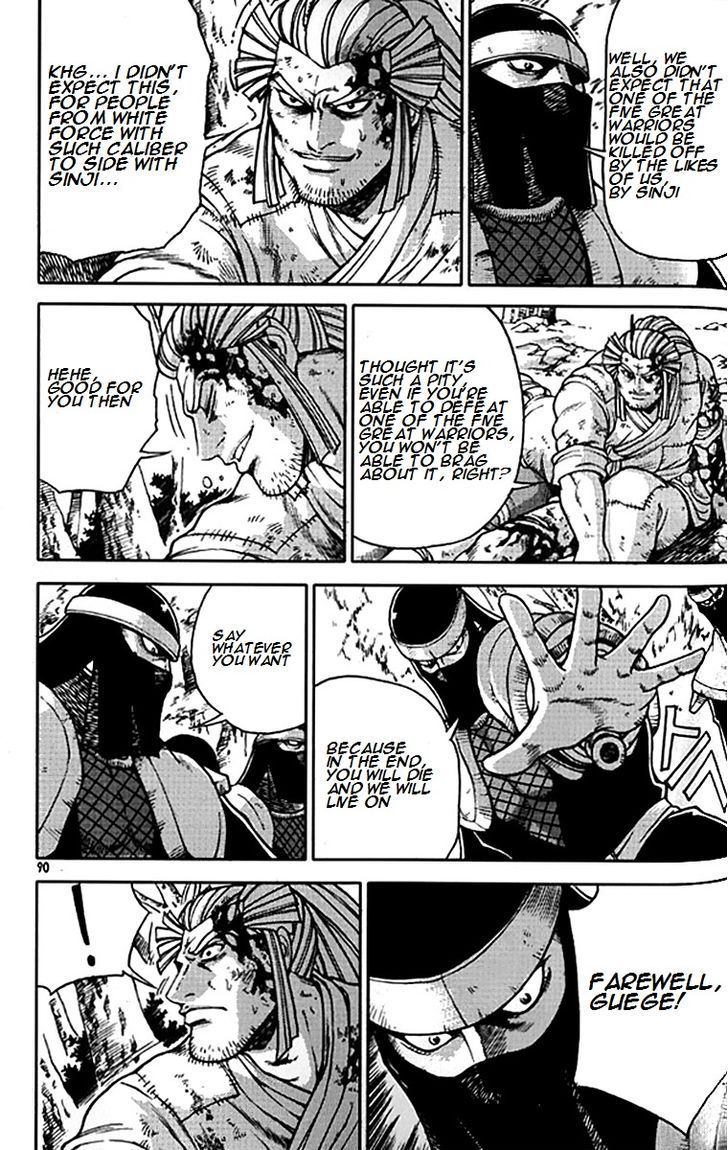 KHG... I DIDN'T
EXPECT THIS,
FOR PEOPLE
FROM WHITE
FORCE WITH
SUCH CALIBER
TO SIDE WITH
SINJI...
WELL, WE
ALSO DIDN'T
EXPECT THAT
ONE OF THE
FIVE GREAT
WARRIORS
WOULD BE
KILLED OFF
BY THE LIKES
OF US,
BY SINJI
HEHE,
GOOD FOR
YOU THEN
THOUGHT IT'S
SUCH A PITY,
EVEN IF YOU'RE
ABLE TO DEFEAT
ONE OF THE FIVE
GREAT WARRIORS,
YOU WON'T BE
ABLE TO BRAG
ABOUT IT, RIGHT?
SAY
WHATEVER
YOU WANT
BECAUSE
IN THE END,
YOU WILL DIE
AND WE WILL
LIVE ON
90
!
FAREWELL,
GUEGE!